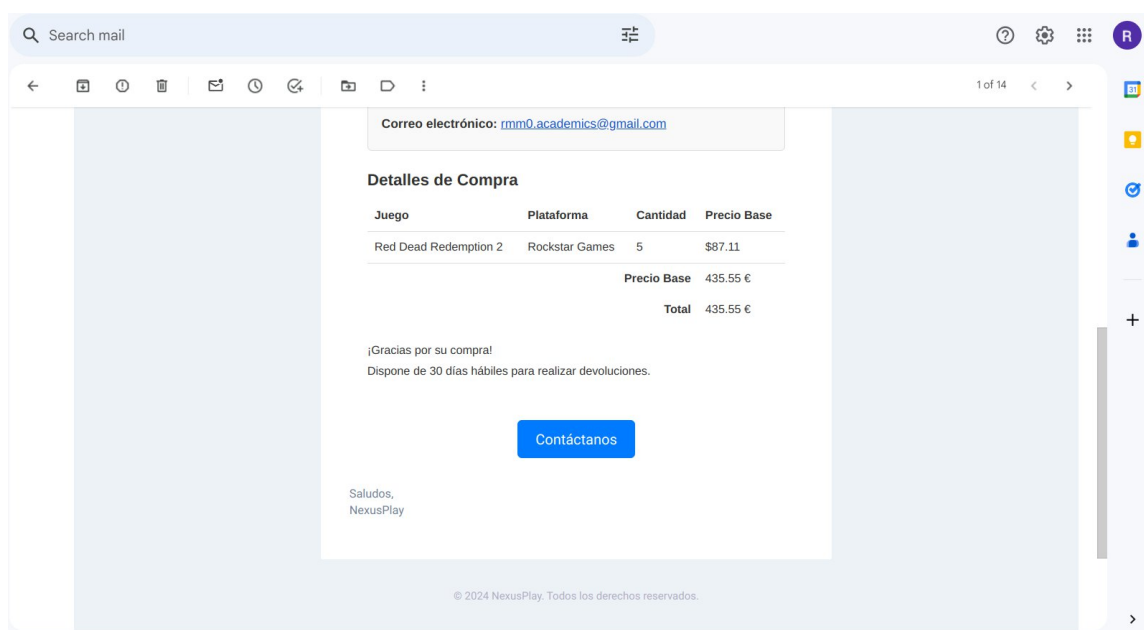 Search mail
R
1 of 14
31
Correo electrónico: rmm0.academics@gmail.com
Detalles de Compra
Juego Plataforma Cantidad Precio Base
Red Dead Redemption 2 Rockstar Games 5 $87.11
Precio Base 435.55 €
Total 435.55 €
¡Gracias por su compra!
Dispone de 30 días hábiles para realizar devoluciones.
Contáctanos
Saludos,
NexusPlay
© 2024 NexusPlay. Todos los derechos reservados.